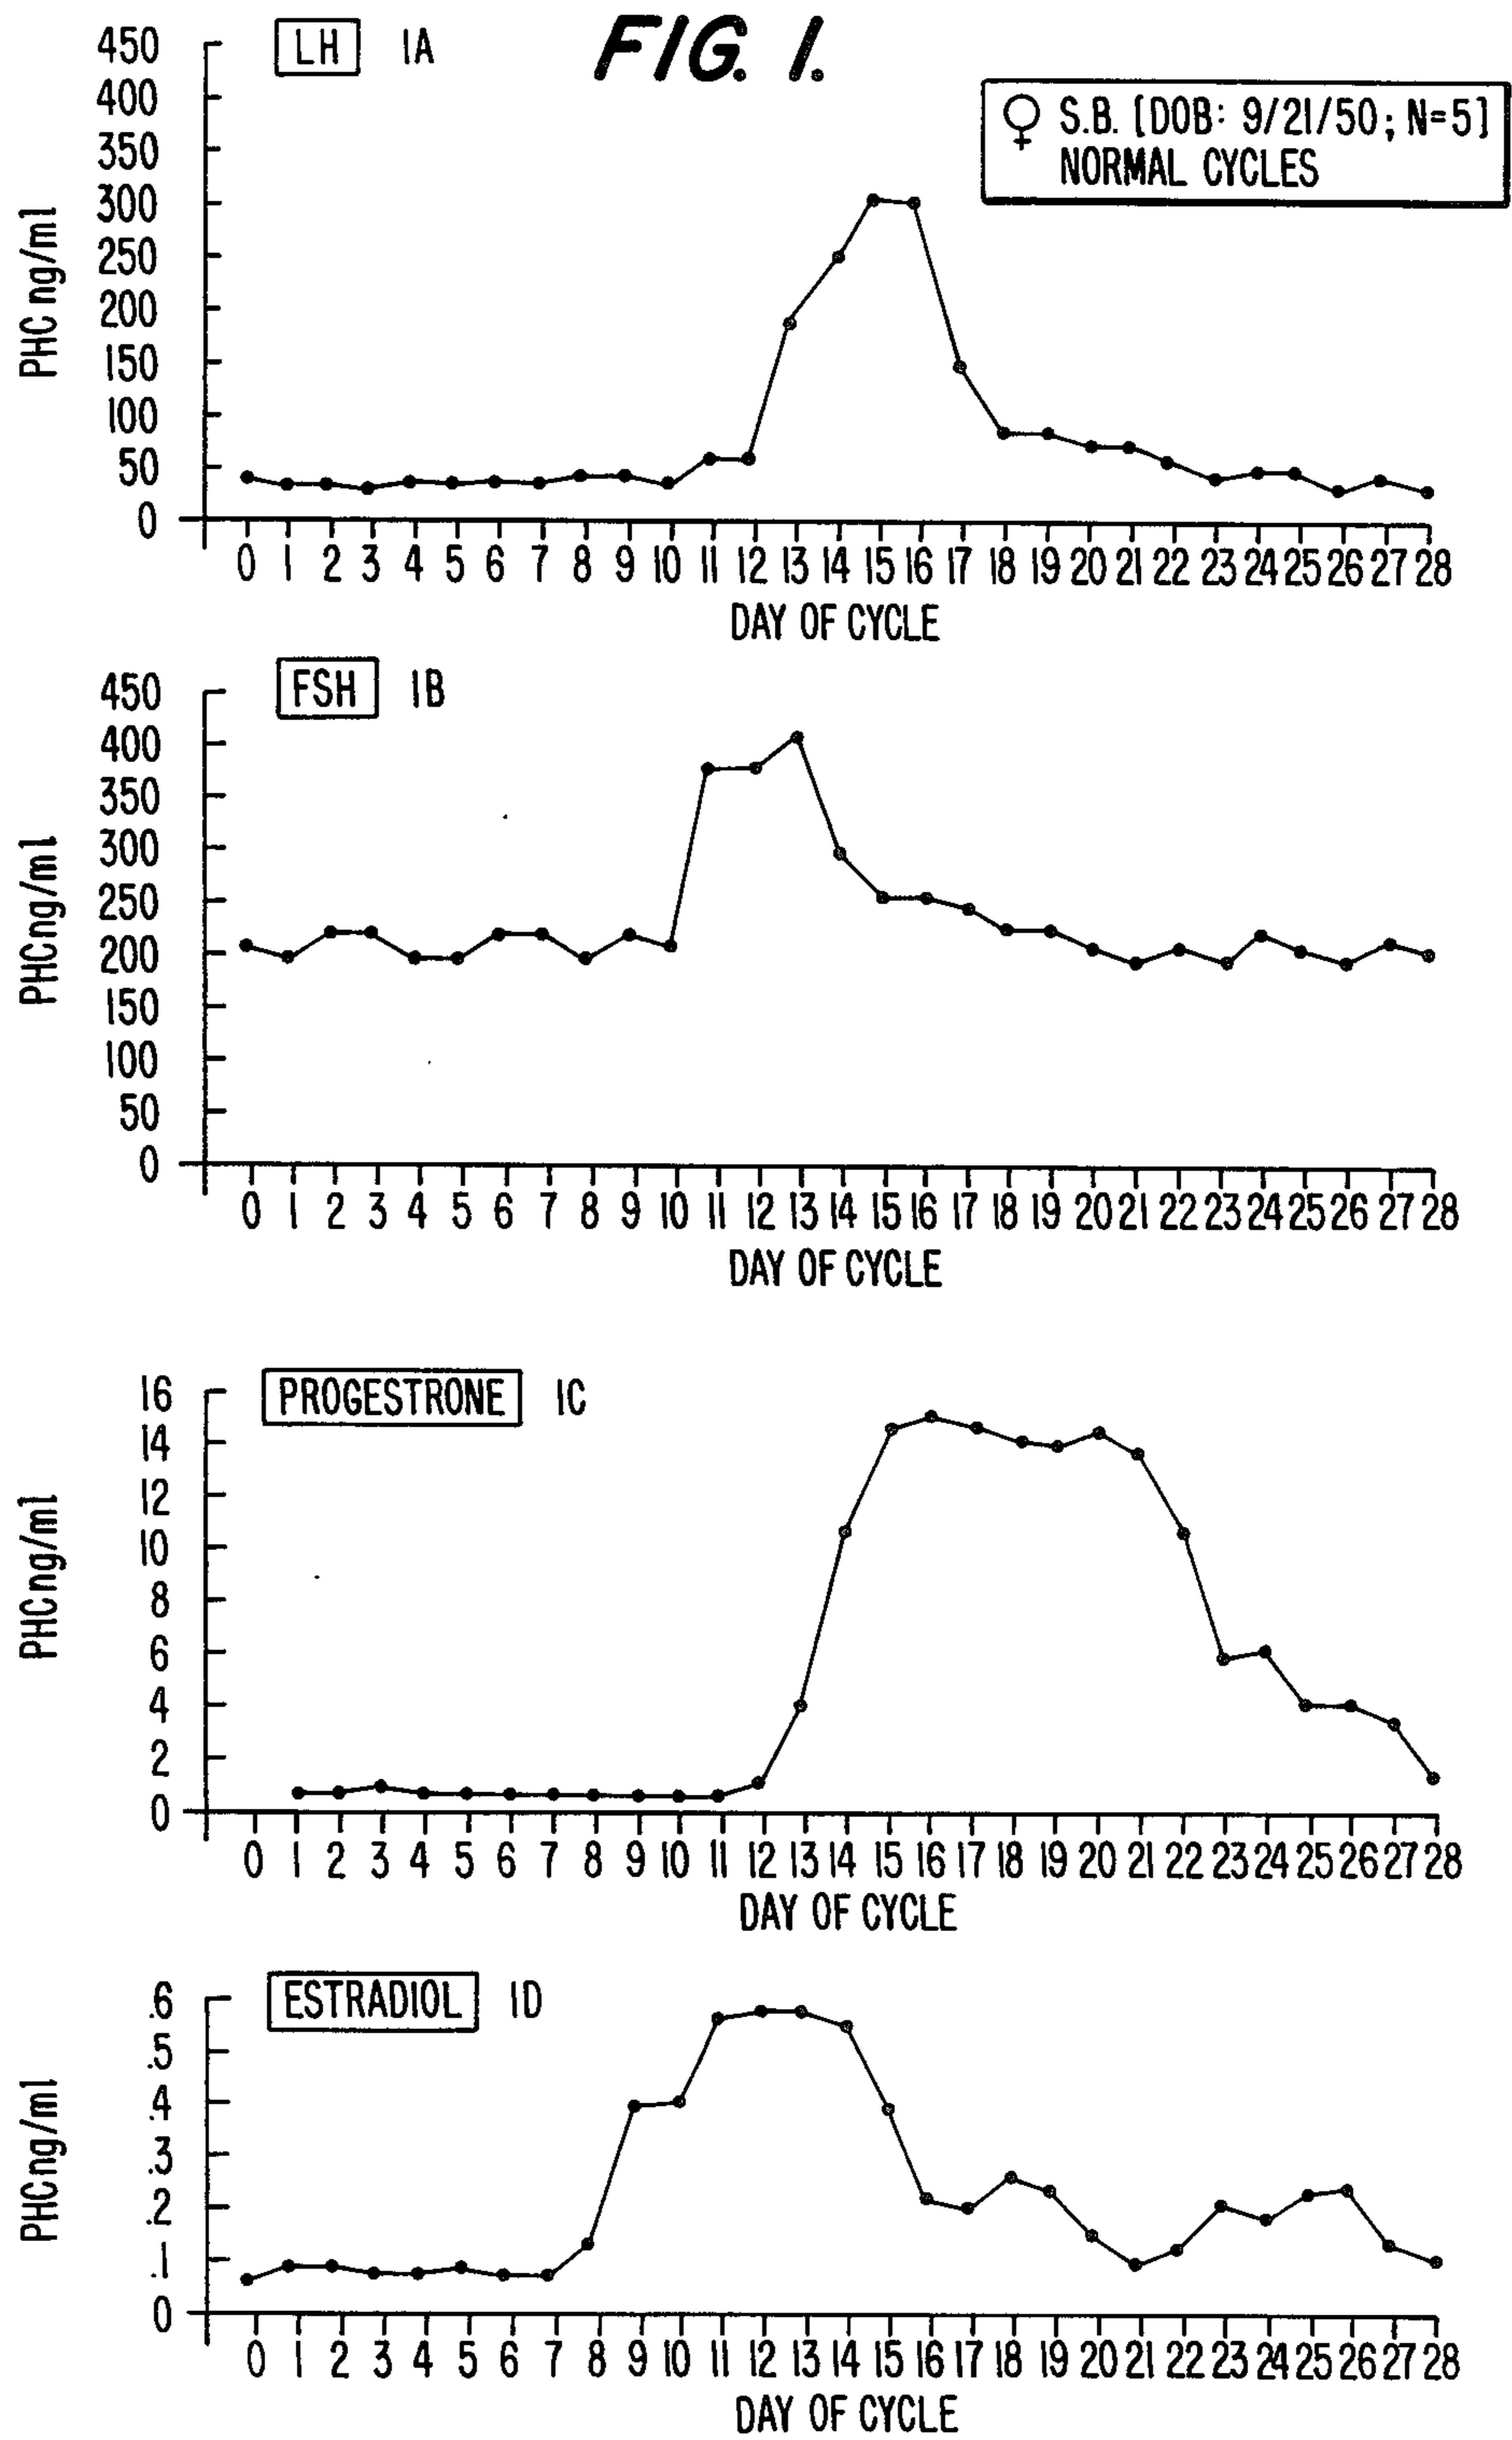 FIG. 1.
LH 1A
♀ S.B. [DOB: 9/21/50; N=5]
NORMAL CYCLES
PHC ng/ml
450
400
350
300
250
200
150
100
50
0
0 1 2 3 4 5 6 7 8 9 10 11 12 13 14 15 16 17 18 19 20 21 22 23 24 25 26 27 28
DAY OF CYCLE
FSH 1B
PHC ng/ml
450
400
350
300
250
200
150
100
50
0
0 1 2 3 4 5 6 7 8 9 10 11 12 13 14 15 16 17 18 19 20 21 22 23 24 25 26 27 28
DAY OF CYCLE
PROGESTRONE 1C
PHC ng/ml
16
14
12
10
8
6
4
2
0
0 1 2 3 4 5 6 7 8 9 10 11 12 13 14 15 16 17 18 19 20 21 22 23 24 25 26 27 28
DAY OF CYCLE
ESTRADIOL 1D
PHC ng/ml
.6
.5
.4
.3
.2
.1
0
0 1 2 3 4 5 6 7 8 9 10 11 12 13 14 15 16 17 18 19 20 21 22 23 24 25 26 27 28
DAY OF CYCLE